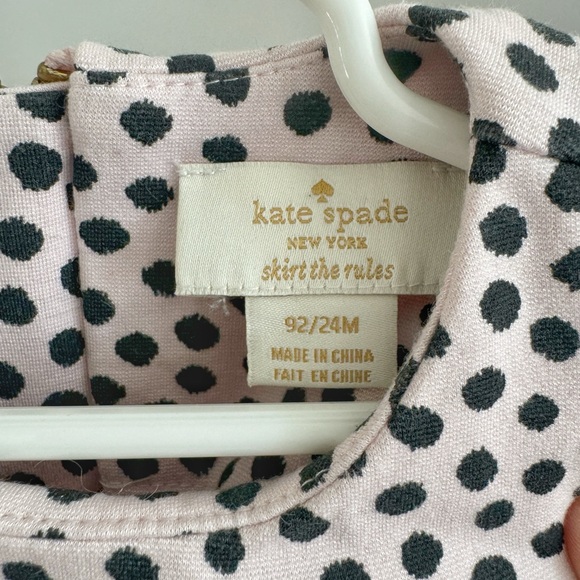 kate spade
NEW YORK
skirt the rules
92/24M
MADE IN CHINA
FAIT EN CHINE